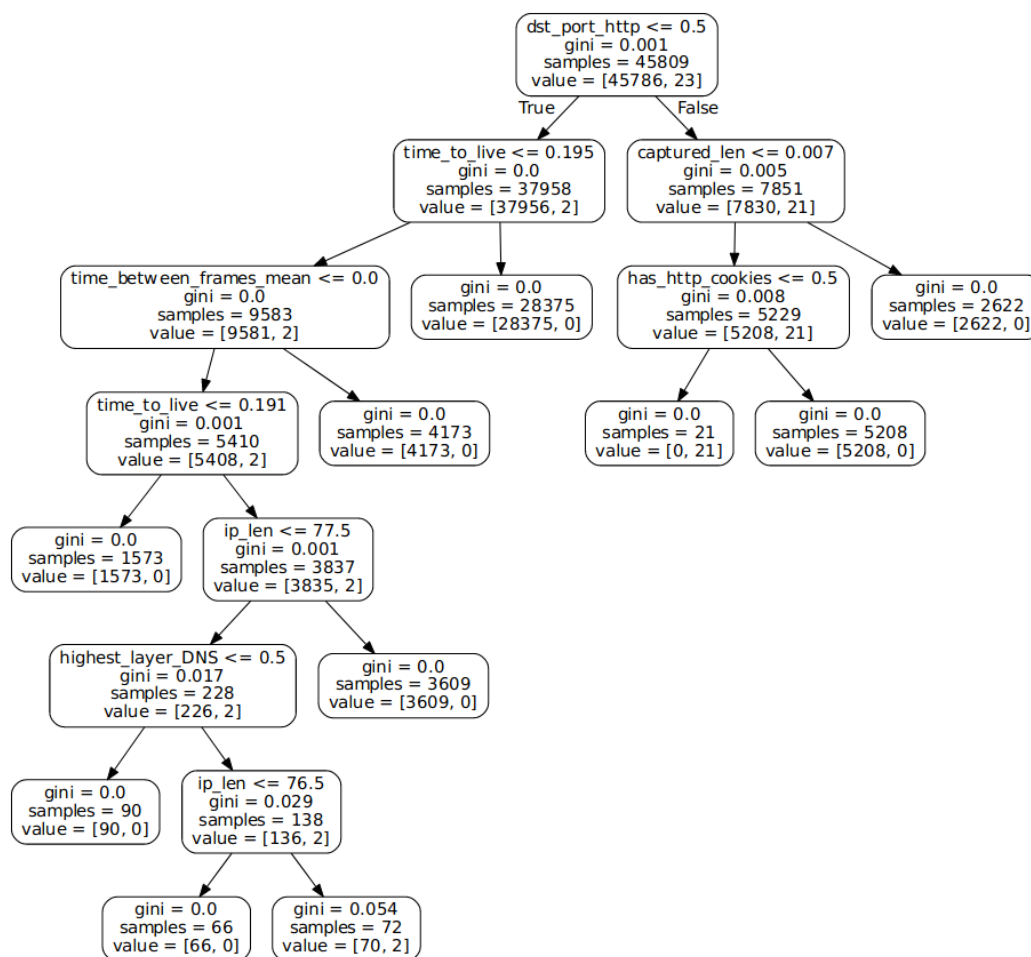 dst_port_http <= 0.5
gini = 0.001
samples = 45809
value = [45786, 23]
True
False
time_to_live <= 0.195
gini = 0.0
samples = 37958
value = [37956, 2]
captured_len <= 0.007
gini = 0.005
samples = 7851
value = [7830, 21]
time_between_frames_mean <= 0.0
gini = 0.0
samples = 9583
value = [9581, 2]
gini = 0.0
samples = 28375
value = [28375, 0]
has_http_cookies <= 0.5
gini = 0.008
samples = 5229
value = [5208, 21]
gini = 0.0
samples = 2622
value = [2622, 0]
time_to_live <= 0.191
gini = 0.001
samples = 5410
value = [5408, 2]
gini = 0.0
samples = 4173
value = [4173, 0]
gini = 0.0
samples = 21
value = [0, 21]
gini = 0.0
samples = 5208
value = [5208, 0]
gini = 0.0
samples = 1573
value = [1573, 0]
ip_len <= 77.5
gini = 0.001
samples = 3837
value = [3835, 2]
highest_layer_DNS <= 0.5
gini = 0.017
samples = 228
value = [226, 2]
gini = 0.0
samples = 3609
value = [3609, 0]
gini = 0.0
samples = 90
value = [90, 0]
ip_len <= 76.5
gini = 0.029
samples = 138
value = [136, 2]
gini = 0.0
samples = 66
value = [66, 0]
gini = 0.054
samples = 72
value = [70, 2]